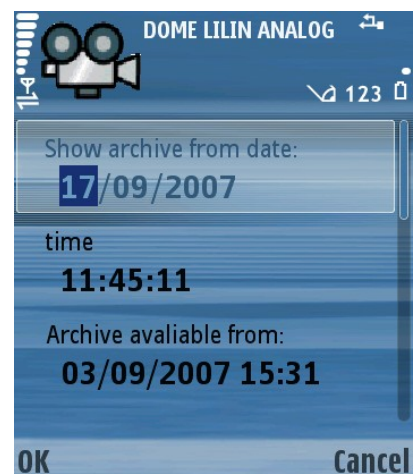 DOME LILIN ANALOG
123
Show archive from date:
17/09/2007
time
11:45:11
Archive avaliable from:
03/09/2007 15:31
OK Cancel